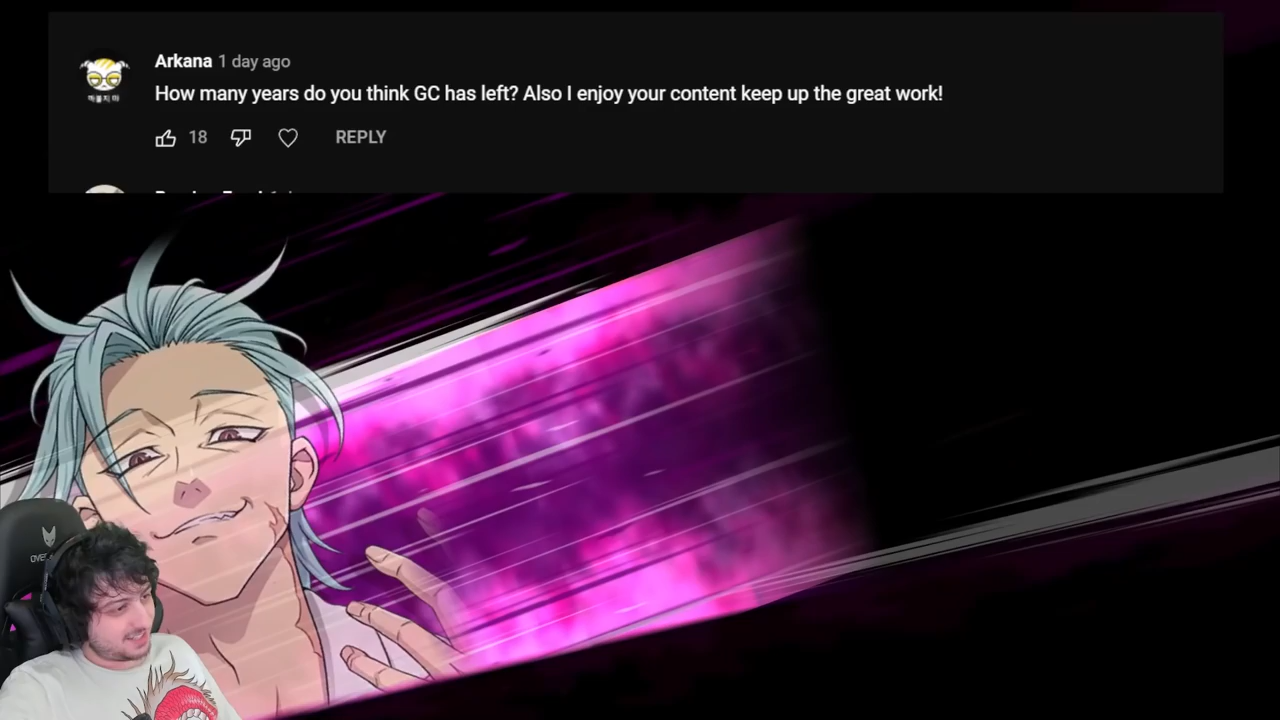 Arkana 1 day ago
How many years do you think GC has left? Also I enjoy your content keep up the great work!
18 REPLY